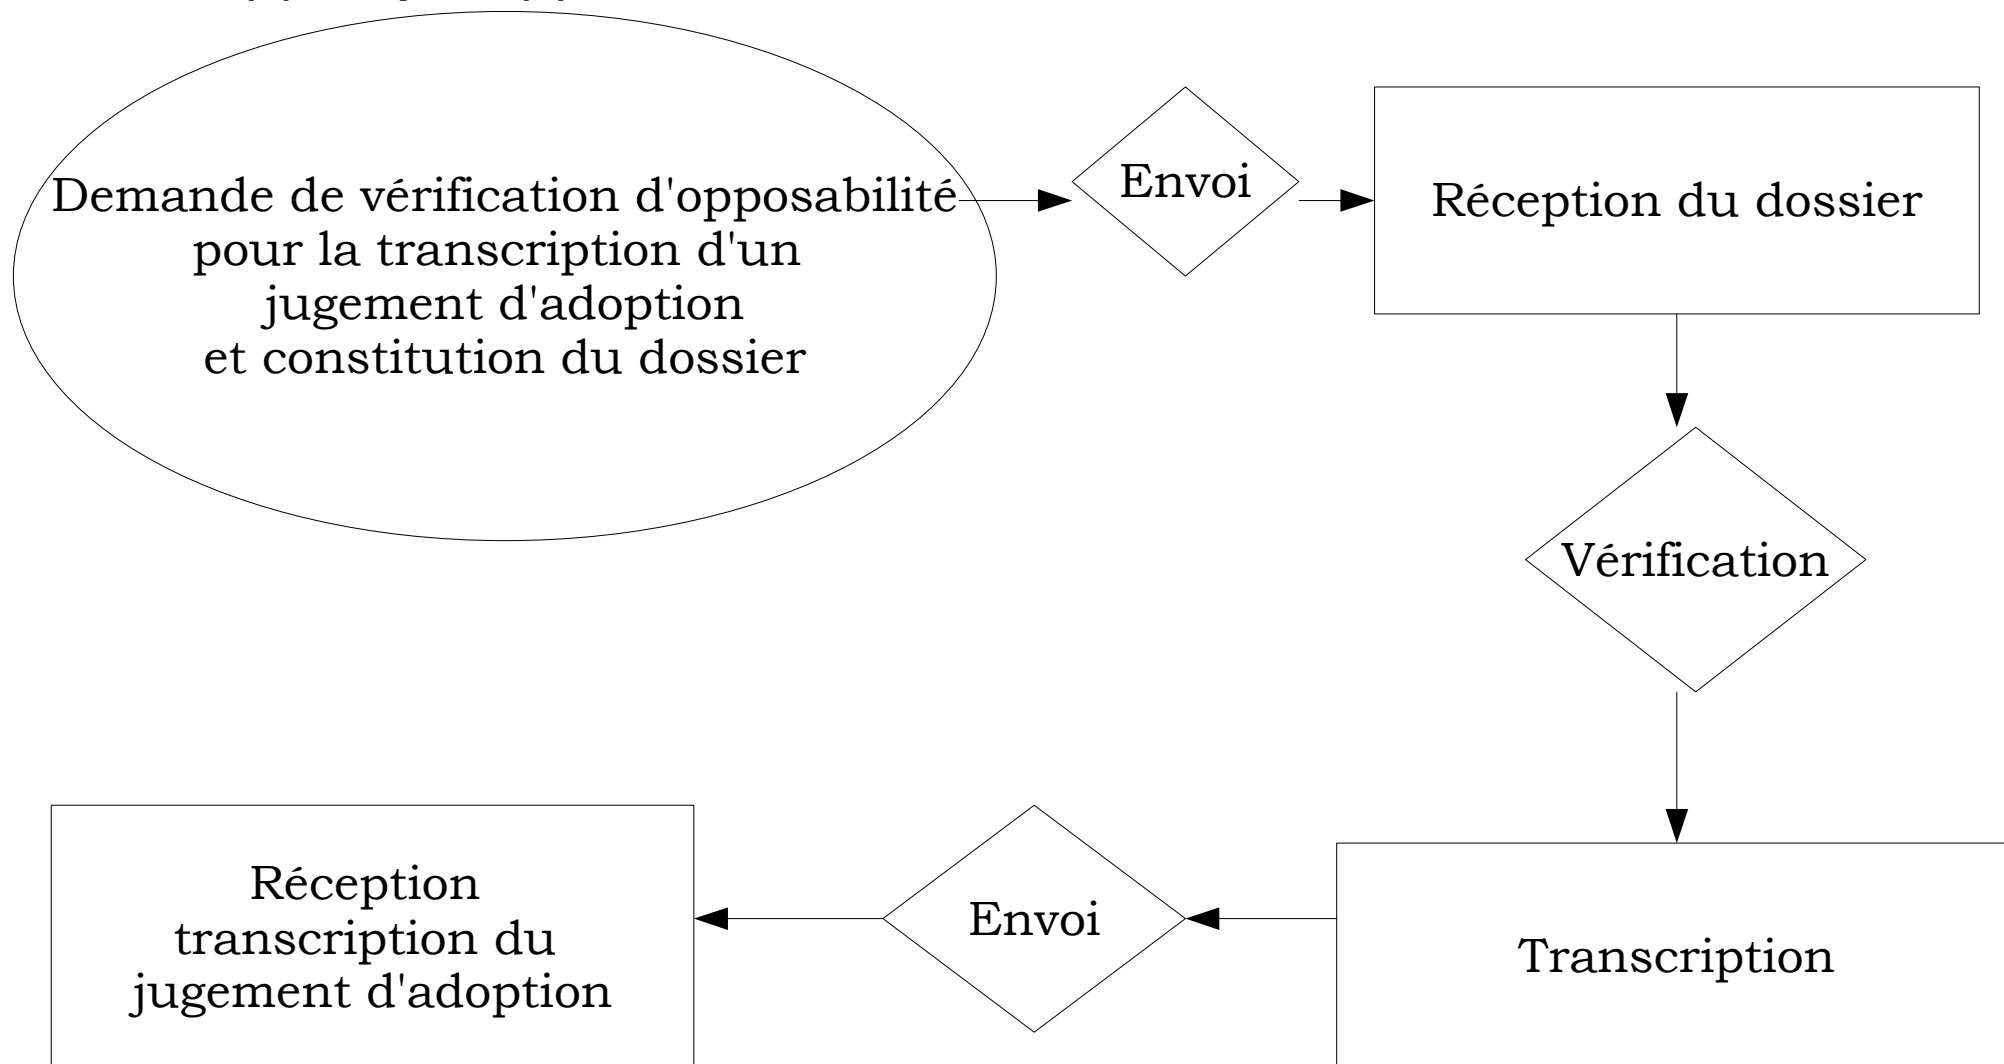 Demande de vérification d'opposabilité
pour la transcription d'un
jugement d'adoption
et constitution du dossier
Envoi
Réception du dossier
Vérification
Transcription
Envoi
Réception
transcription du
jugement d'adoption